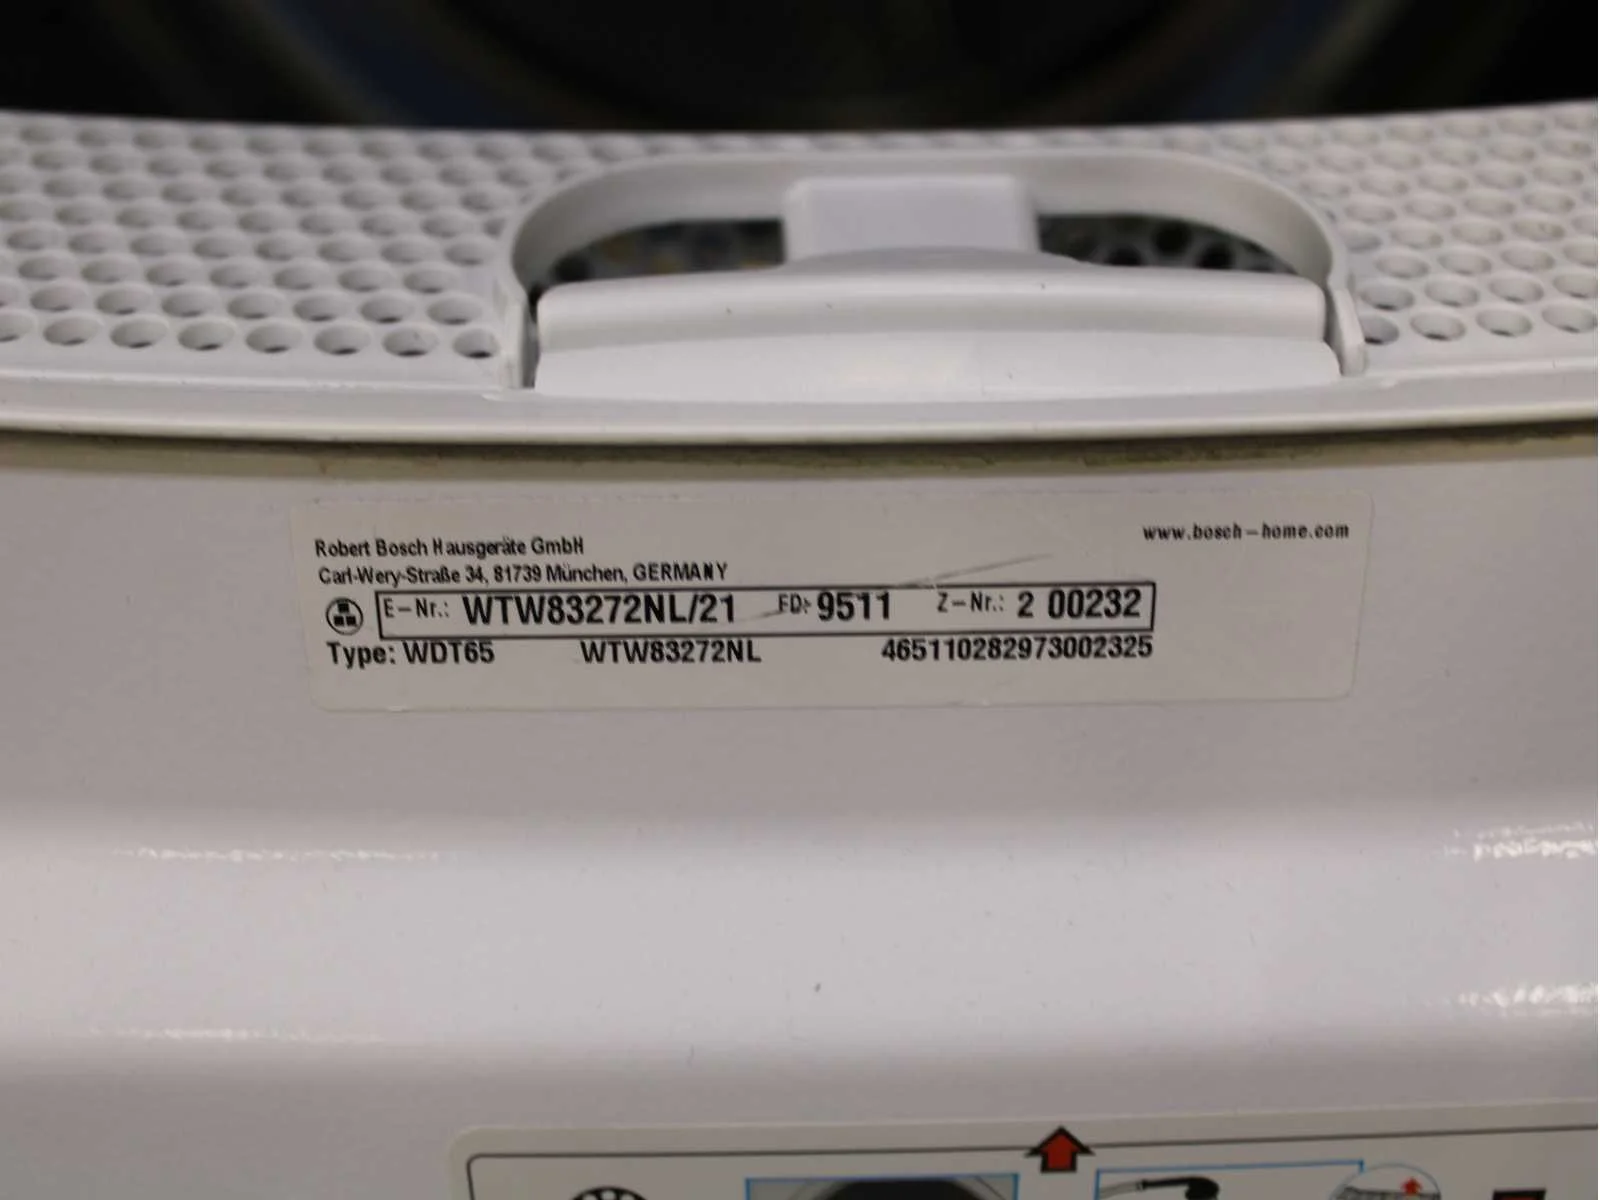 Robert Bosch Hausgeräte GmbH
www.bosch-home.com
Carl-Wery-Straße 34, 81739 München, GERMANY
E-Nr.: WTW83272NL/21 FD: 9511 Z-Nr.: 2 00232
Type: WDT65 WTW83272NL 465110282973002325